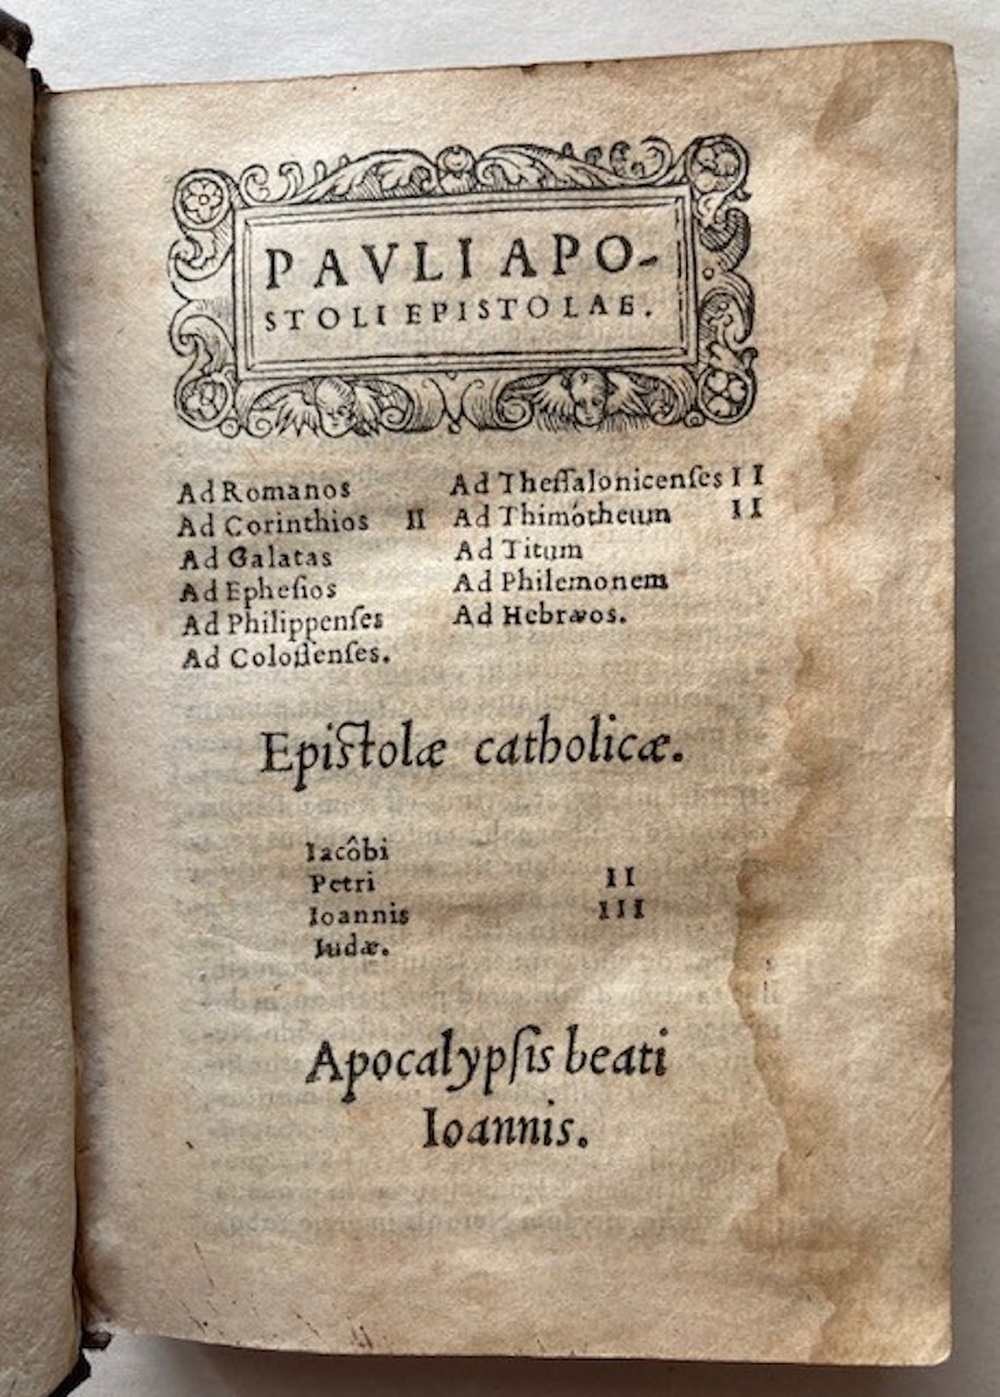 PAVLI APO-
STOLI EPISTOLAE.
Ad Romanos
Ad Corinthios II
Ad Galatas
Ad Epheſios
Ad Philippenſes
Ad Coloſſenſes.
Ad Theſſalonicenſes II
Ad Thimótheum II
Ad Titum
Ad Philemonem
Ad Hebræos.
Epistolæ catholicæ.
Iacôbi
Petri II
Ioannis III
Iudæ.
Apocalypſis beati
Ioannis.